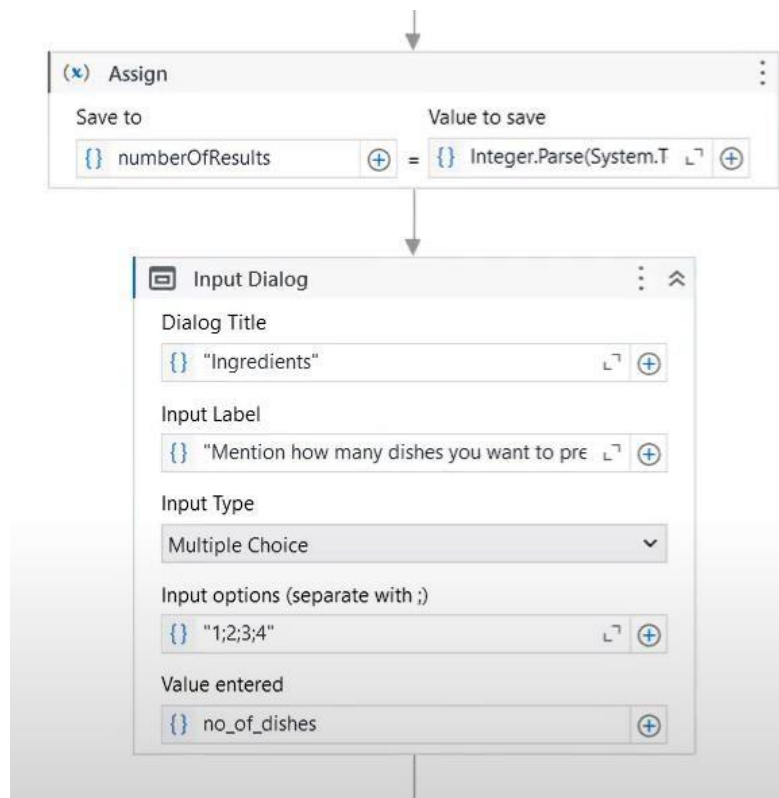 (x) Assign
Save to Value to save
{} numberOfResults = {} Integer.Parse(System.T
Input Dialog
Dialog Title
{} "Ingredients"
Input Label
{} "Mention how many dishes you want to pre
Input Type
Multiple Choice
Input options (separate with ;)
{} "1;2;3;4"
Value entered
{} no_of_dishes